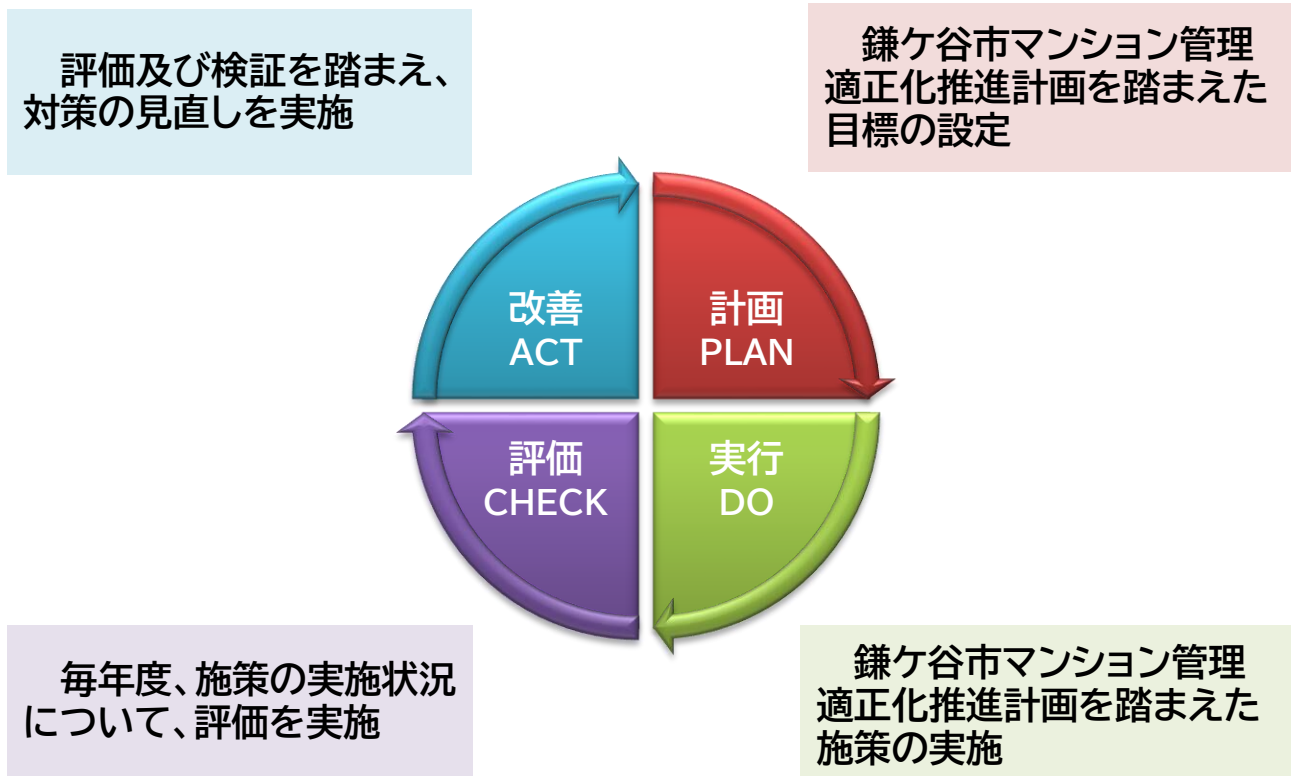 評価及び検証を踏まえ、
対策の見直しを実施
鎌ケ谷市マンション管理
適正化推進計画を踏まえた
目標の設定
改善
ACT
計画
PLAN
評価
CHECK
実行
DO
毎年度、施策の実施状況
について、評価を実施
鎌ケ谷市マンション管理
適正化推進計画を踏まえた
施策の実施